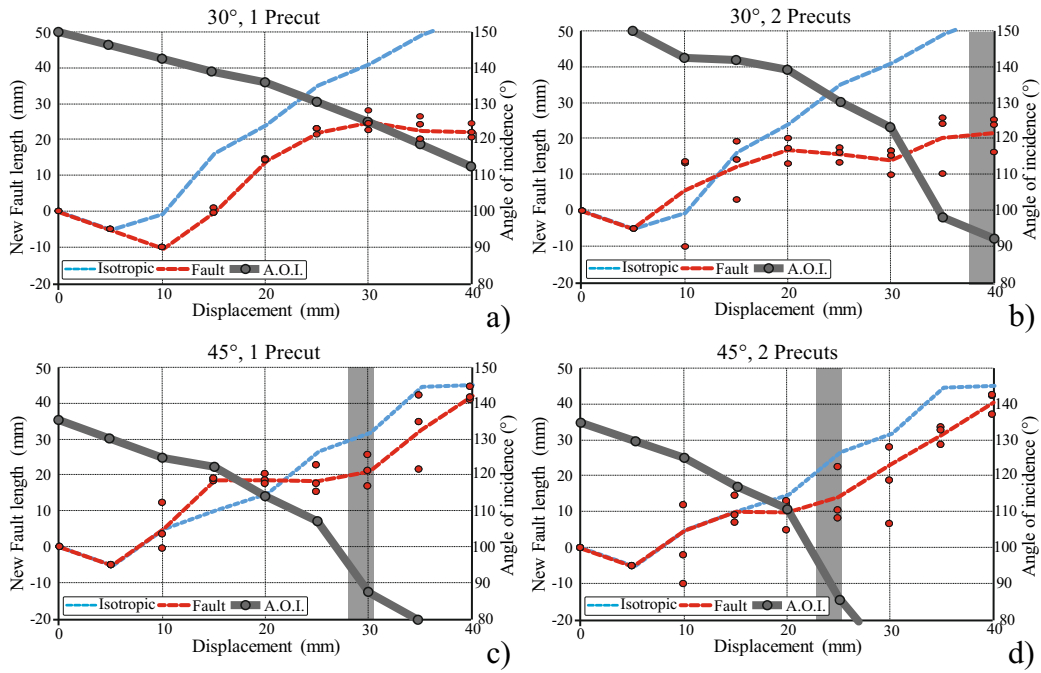 30°, 1 Precut
50
40
30
20
10
0
-10
-20
New Fault length (mm)
150
140
130
120
110
100
90
80
Angle of incidence (°)
Isotropic Fault A.O.I.
0 10 20 30 40
Displacement (mm)
a)
30°, 2 Precuts
50
40
30
20
10
0
-10
-20
New Fault length (mm)
150
140
130
120
110
100
90
80
Angle of incidence (°)
Isotropic Fault A.O.I.
0 10 20 30 40
Displacement (mm)
b)
45°, 1 Precut
50
40
30
20
10
0
-10
-20
New Fault length (mm)
150
140
130
120
110
100
90
80
Angle of incidence (°)
Isotropic Fault A.O.I.
0 10 20 30 40
Displacement (mm)
c)
45°, 2 Precuts
50
40
30
20
10
0
-10
-20
New Fault length (mm)
150
140
130
120
110
100
90
80
Angle of incidence (°)
Isotropic Fault A.O.I.
0 10 20 30 40
Displacement (mm)
d)